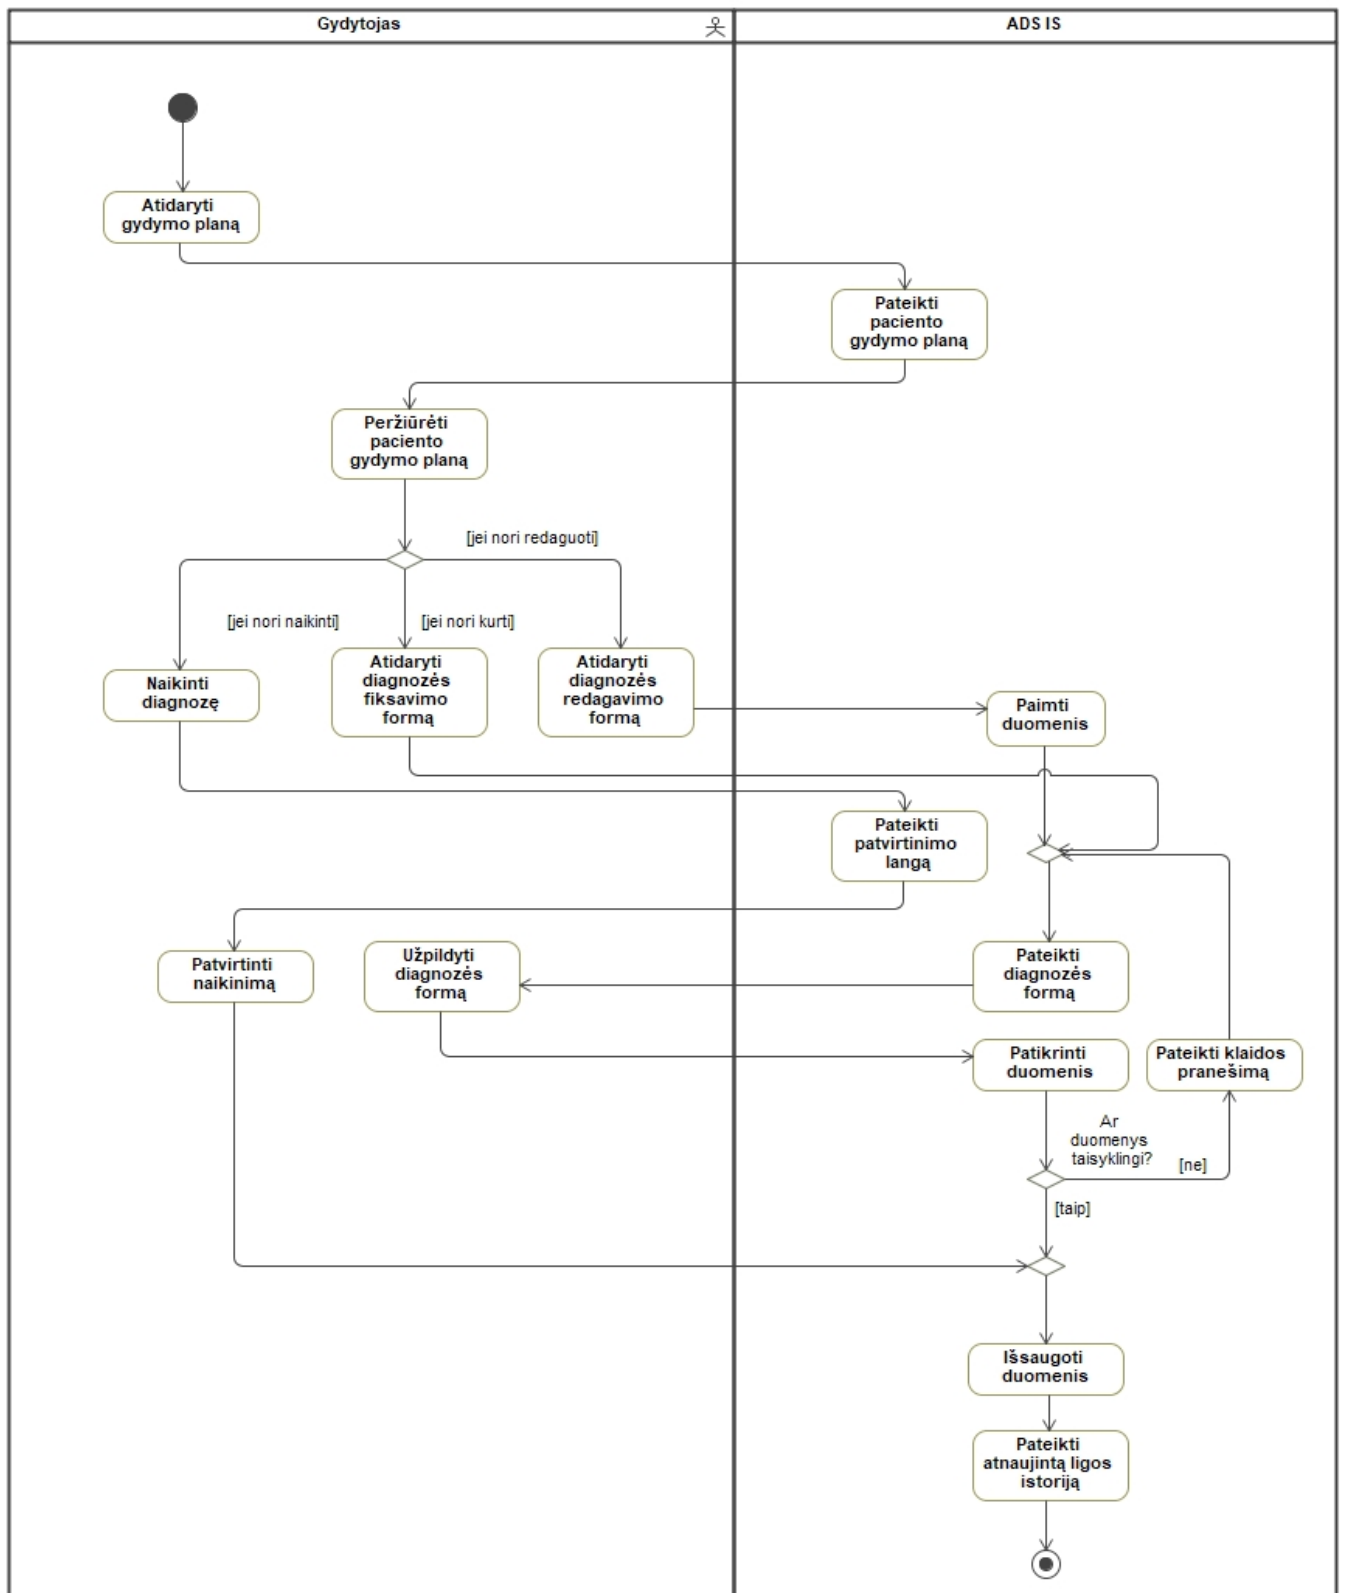 Gydytojas
ADS IS
Atidaryti
gydymo planą
Pateikti
paciento
gydymo planą
Peržiūrėti
paciento
gydymo planą
[jei nori redaguoti]
[jei nori naikinti]
[jei nori kurti]
Naikinti
diagnozę
Atidaryti
diagnozės
fiksavimo
formą
Atidaryti
diagnozės
redagavimo
formą
Paimti
duomenis
Pateikti
patvirtinimo
langą
Patvirtinti
naikinimą
Užpildyti
diagnozės
formą
Pateikti
diagnozės
formą
Patikrinti
duomenis
Pateikti klaidos
pranešimą
Ar
duomenys
taisyklingi?
[ne]
[taip]
Išsaugoti
duomenis
Pateikti
atnaujintą ligos
istoriją